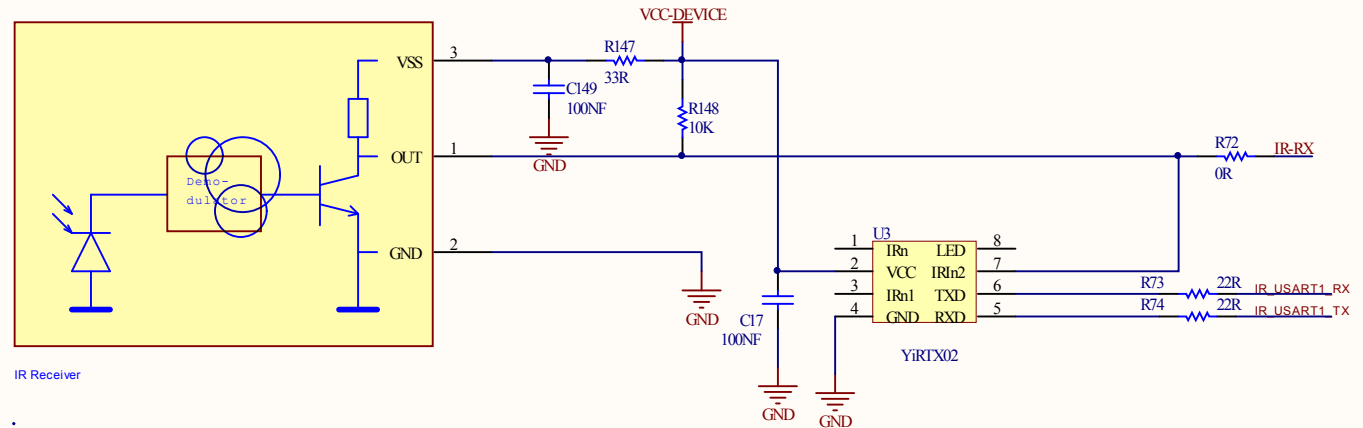 VCC-DEVICE
VSS
3
R147
33R
C149
100NF
R148
10K
GND
OUT
1
R72
IR-RX
0R
Demo-
dulator
GND
2
GND
U3
1
IRn
LED
8
2
VCC
IRIn2
7
3
IRn1
TXD
6
R73
22R
IR_USART1_RX
4
GND
RXD
5
R74
22R
IR_USART1_TX
C17
100NF
YiRTX02
IR Receiver
GND
GND